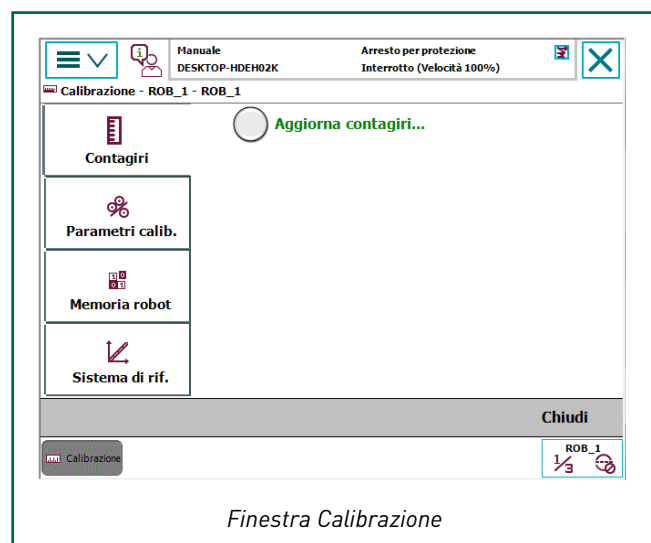 Manuale
DESKTOP-HDEH02K
Arresto per protezione
Interrotto (Velocità 100%)
Calibrazione - ROB_1 - ROB_1
Contagiri
Aggiorna contagiri...
Parametri calib.
Memoria robot
Sistema di rif.
Chiudi
Calibrazione
ROB_1
1/3
Finestra Calibrazione